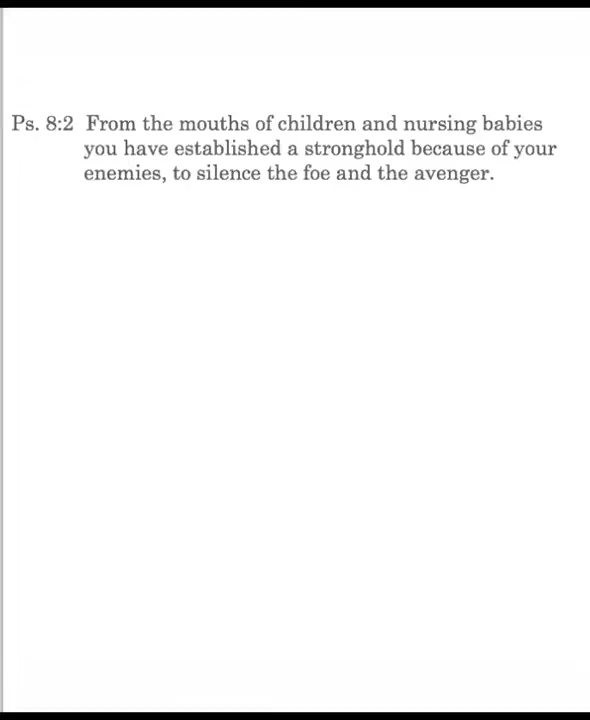 Ps. 8:2 From the mouths of children and nursing babies
you have established a stronghold because of your
enemies, to silence the foe and the avenger.